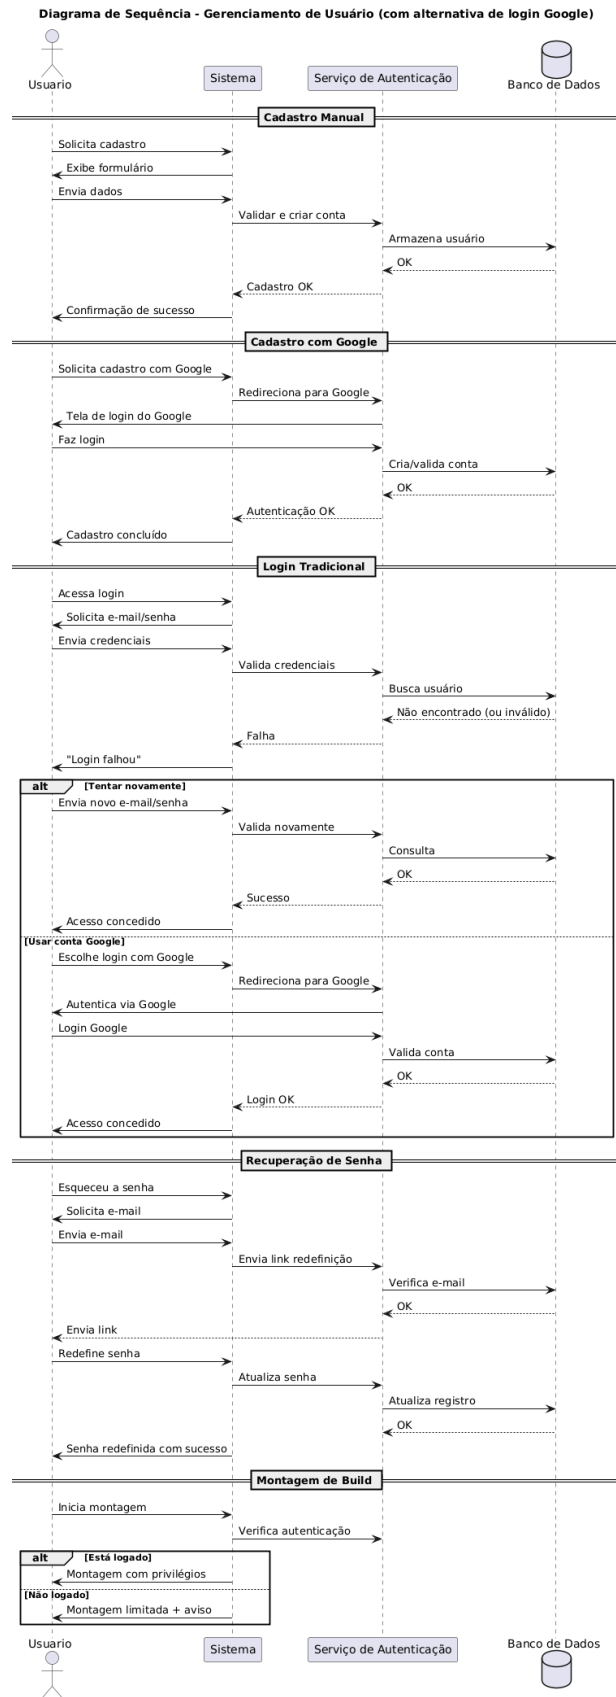 Diagrama de Sequência - Gerenciamento de Usuário (com alternativa de login Google)
Usuario
Sistema
Serviço de Autenticação
Banco de Dados
Cadastro Manual
Solicita cadastro
Exibe formulário
Envia dados
Validar e criar conta
Armazena usuário
OK
Cadastro OK
Confirmação de sucesso
Cadastro com Google
Solicita cadastro com Google
Redireciona para Google
Tela de login do Google
Faz login
Cria/valida conta
OK
Autenticação OK
Cadastro concluído
Login Tradicional
Acessa login
Solicita e-mail/senha
Envia credenciais
Valida credenciais
Busca usuário
Não encontrado (ou inválido)
Falha
"Login falhou"
alt [Tentar novamente]
Envia novo e-mail/senha
Valida novamente
Consulta
OK
Sucesso
Acesso concedido
[Usar conta Google]
Escolhe login com Google
Redireciona para Google
Autentica via Google
Login Google
Valida conta
OK
Login OK
Acesso concedido
Recuperação de Senha
Esqueceu a senha
Solicita e-mail
Envia e-mail
Envia link redefinição
Verifica e-mail
OK
Envia link
Redefine senha
Atualiza senha
Atualiza registro
OK
Senha redefinida com sucesso
Montagem de Build
Inicia montagem
Verifica autenticação
alt [Está logado]
Montagem com privilégios
[Não logado]
Montagem limitada + aviso
Usuario
Sistema
Serviço de Autenticação
Banco de Dados